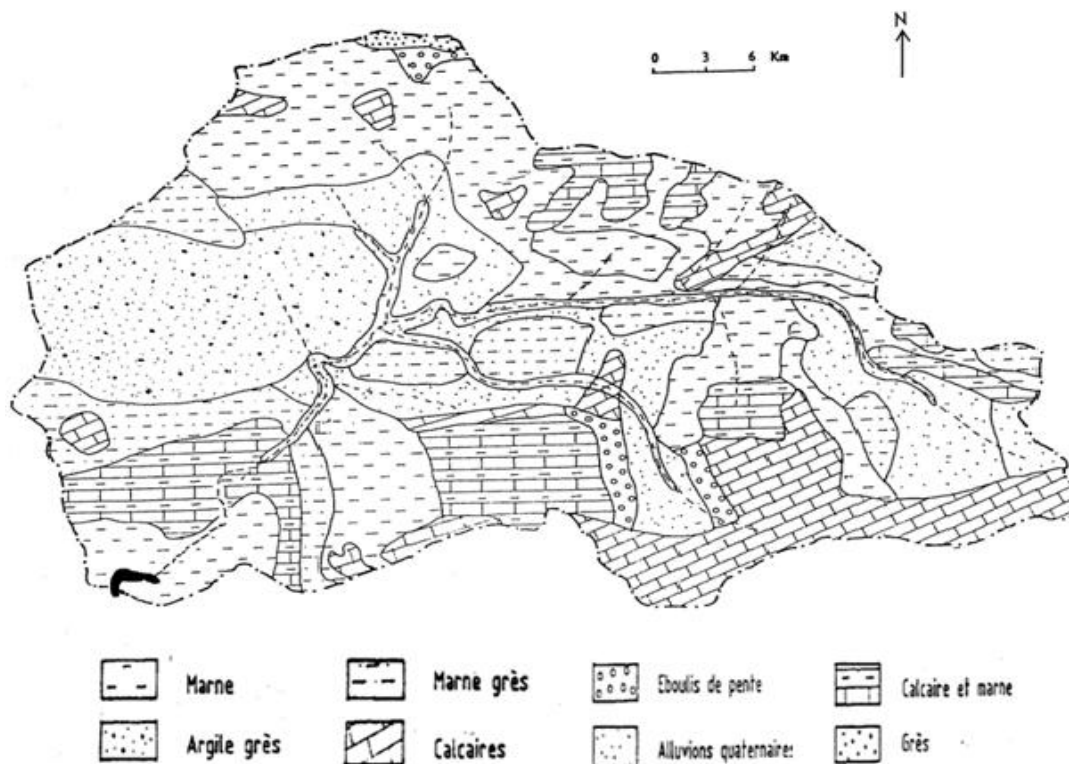 N
0 3 6 Km
Marne
Marne grès
Eboulis de pente
Calcaire et marne
Argile grès
Calcaires
Alluvions quaternaires
Grès